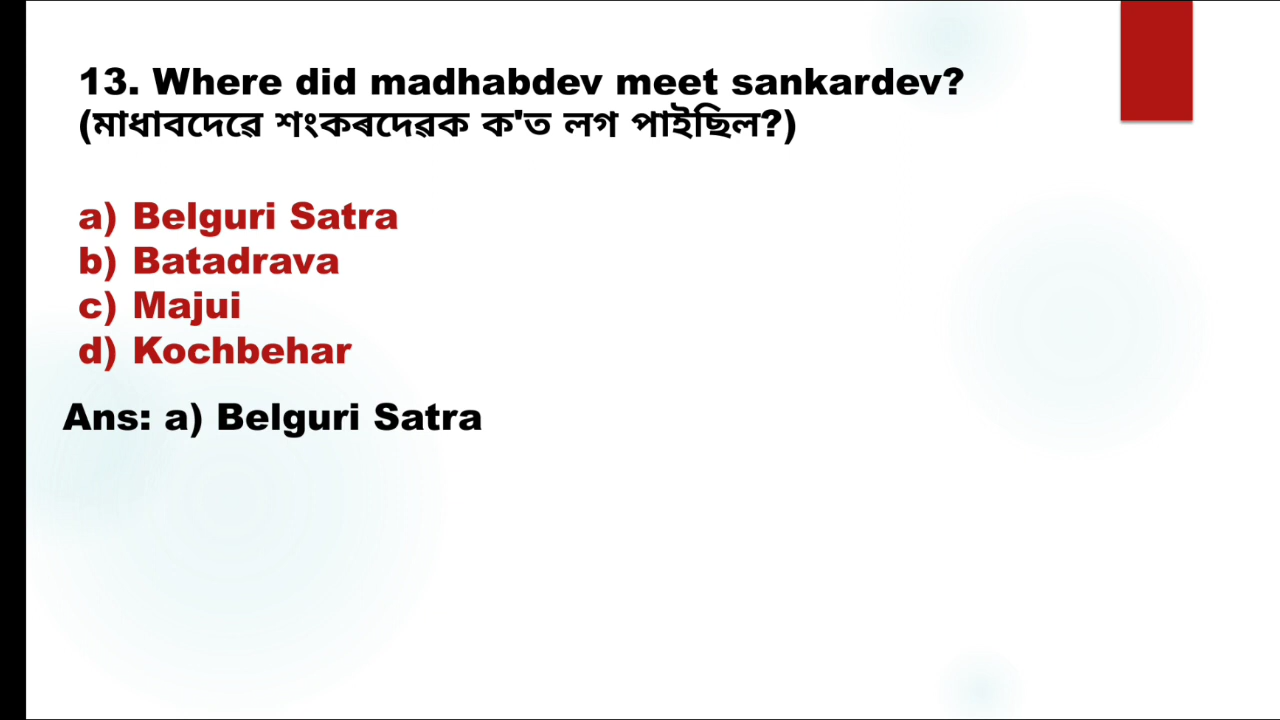 13. Where did madhabdev meet sankardev?
(মাধাবদেৱে শংকৰদেৱক ক'ত লগ পাইছিল?)
a) Belguri Satra
b) Batadrava
c) Majui
d) Kochbehar
Ans: a) Belguri Satra